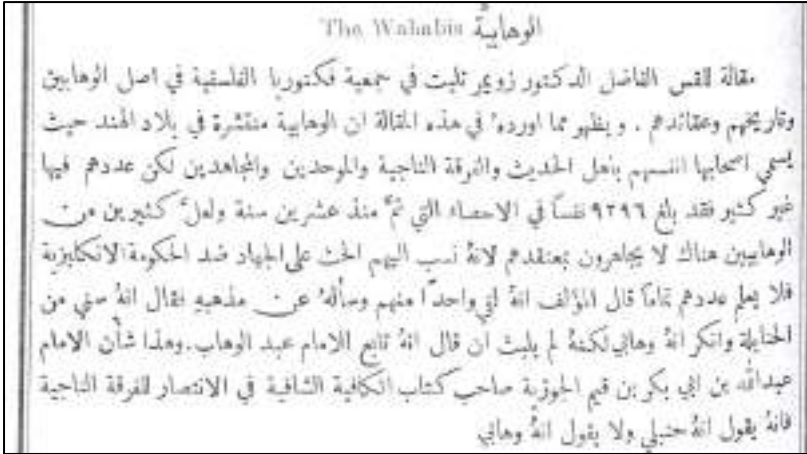 الوهابية The Wahabis
مقالة للقس الفاضل الدكتور زويمر تليت في جمعية فكتوريا الفلسفية في اصل الوهابيين
وتاريخهم وعقائدهم . ويظهر مما اورده في هذه المقالة ان الوهابية منتشرة في بلاد الهند حيث
يسمي اصحابها انفسهم بأهل الحديث والفرقة الناجية والموحدين والمجاهدين لكن عددهم فيها
غير كثير فقد بلغ ٩٢٩٦ نفساً في الاحصاء التي تمَّ منذ عشرين سنة ولعلَّ كثيرين من
الوهابيين هناك لا يجاهرون بمعتقدهم لانهُ نسب اليهم الحث على الجهاد ضد الحكومة الانكليزية
فلا يعلم عددهم تماماً قال المؤلف انهُ لقي واحداً منهم وسألهُ عن مذهبهِ فقال انهُ سني من
الحنابلة وانكر انهُ وهابي لكنهُ لم يلبث ان قال انهُ تابع الامام عبد الوهاب. وهذا شأن الامام
عبدالله بن ابي بكر بن قيم الجوزية صاحب كتاب الكافية الشافية في الانتصار للفرقة الناجية
فانهُ يقول انهُ حنبلي ولا يقول انهُ وهابي